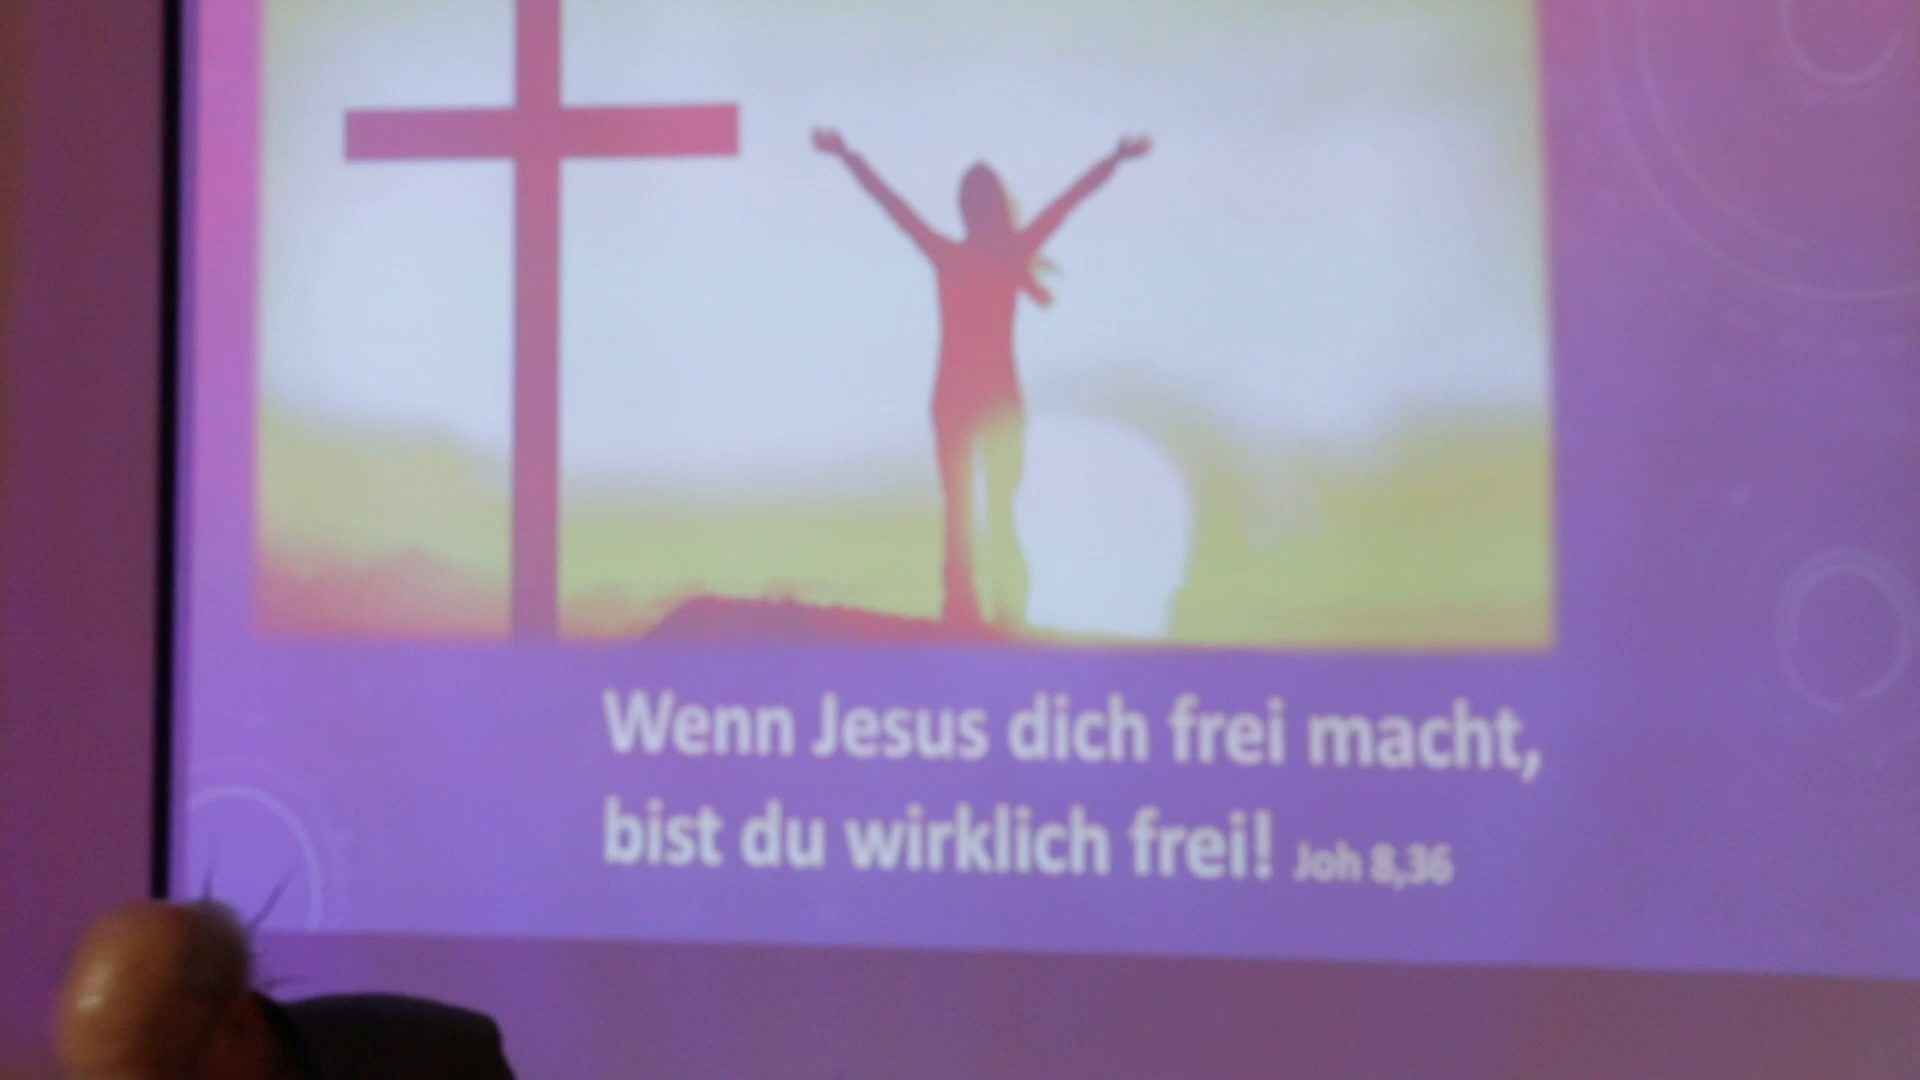 Wenn Jesus dich frei macht,
bist du wirklich frei! Joh 8,36